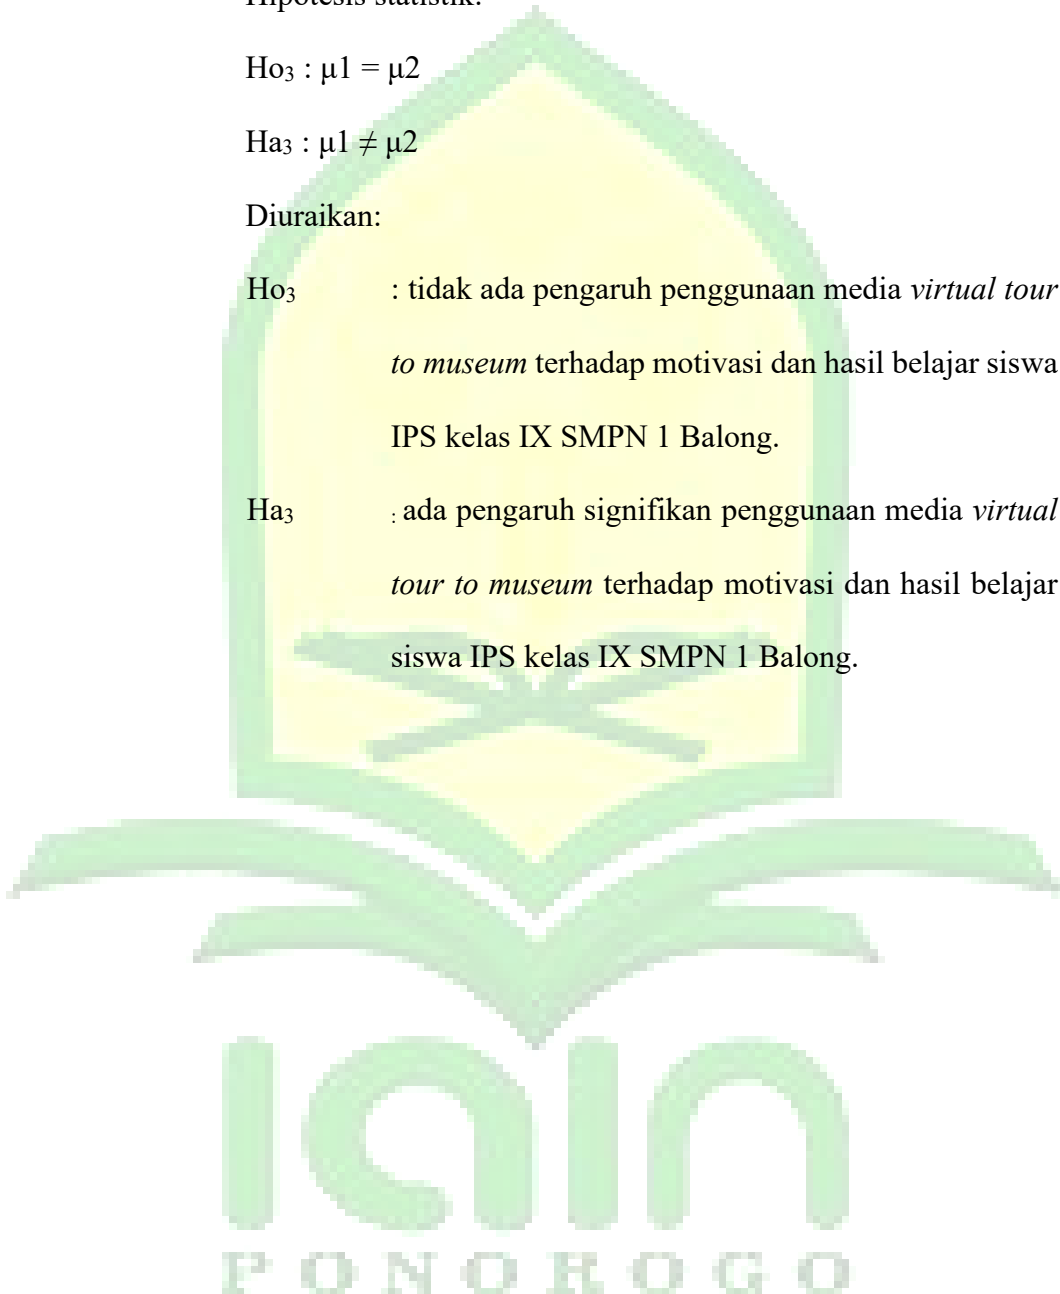 Hipotesis statistik:
Ho₃ : μ1 = μ2
Ha₃ : μ1 ≠ μ2
Diuraikan:
Ho₃ : tidak ada pengaruh penggunaan media virtual tour
to museum terhadap motivasi dan hasil belajar siswa
IPS kelas IX SMPN 1 Balong.
Ha₃ : ada pengaruh signifikan penggunaan media virtual
tour to museum terhadap motivasi dan hasil belajar
siswa IPS kelas IX SMPN 1 Balong.
iain
PONOROGO